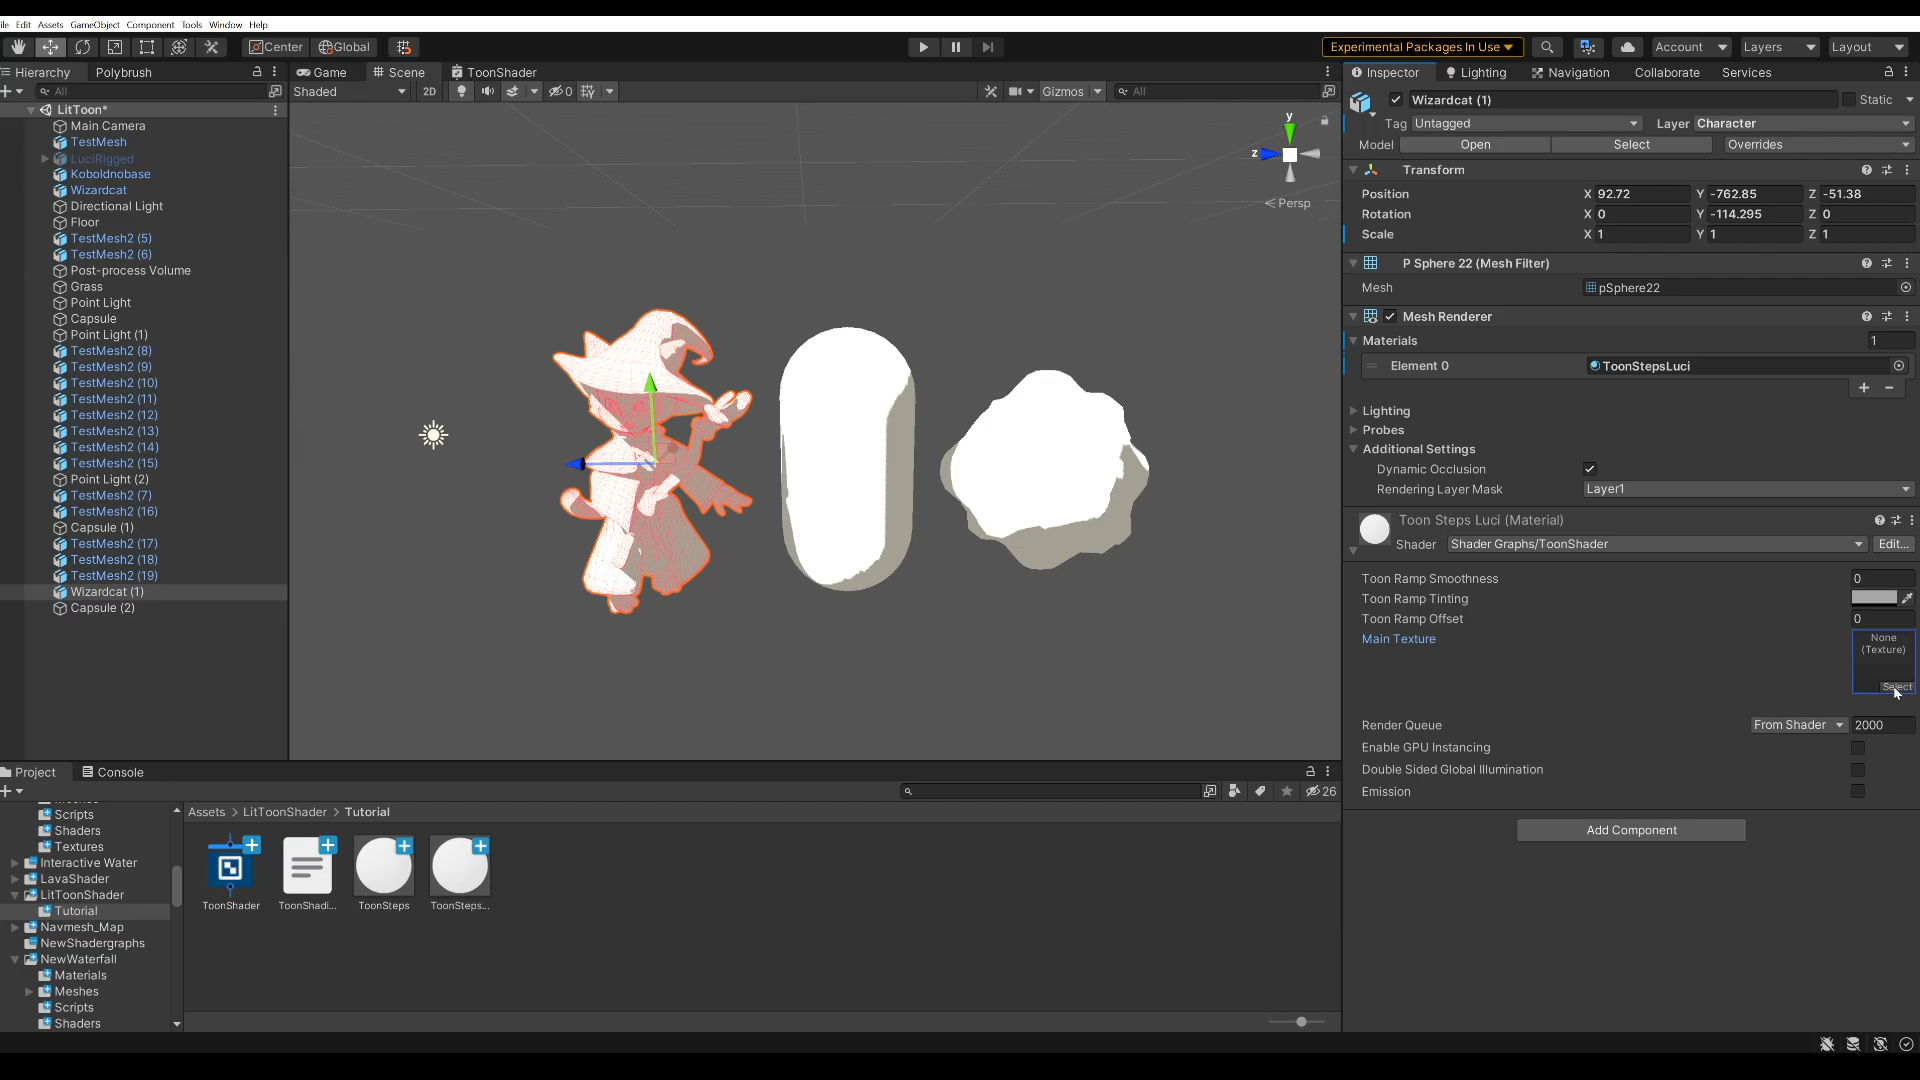 ile Edit Assets GameObject Component Tools Window Help
Center Global
Experimental Packages In Use Account Layers Layout
Hierarchy Polybrush
All
LitToon*
Main Camera
TestMesh
LuciRigged
Koboldnobase
Wizardcat
Directional Light
Floor
TestMesh2 (5)
TestMesh2 (6)
Post-process Volume
Grass
Point Light
Capsule
Point Light (1)
TestMesh2 (8)
TestMesh2 (9)
TestMesh2 (10)
TestMesh2 (11)
TestMesh2 (12)
TestMesh2 (13)
TestMesh2 (14)
TestMesh2 (15)
Point Light (2)
TestMesh2 (7)
TestMesh2 (16)
Capsule (1)
TestMesh2 (17)
TestMesh2 (18)
TestMesh2 (19)
Wizardcat (1)
Capsule (2)
Game Scene ToonShader
Shaded 2D 0 Gizmos All
y
z
< Persp
Inspector Lighting Navigation Collaborate Services
Wizardcat (1) Static
Tag Untagged Layer Character
Model Open Select Overrides
Transform
Position X 92.72 Y -762.85 Z -51.38
Rotation X 0 Y -114.295 Z 0
Scale X 1 Y 1 Z 1
P Sphere 22 (Mesh Filter)
Mesh pSphere22
Mesh Renderer
Materials 1
Element 0 ToonStepsLuci
Lighting
Probes
Additional Settings
Dynamic Occlusion
Rendering Layer Mask Layer1
Toon Steps Luci (Material)
Shader Shader Graphs/ToonShader Edit...
Toon Ramp Smoothness 0
Toon Ramp Tinting
Toon Ramp Offset 0
Main Texture None
(Texture)
Select
Render Queue From Shader 2000
Enable GPU Instancing
Double Sided Global Illumination
Emission
Add Component
Project Console
26
Scripts
Shaders
Textures
Interactive Water
LavaShader
LitToonShader
Tutorial
Navmesh_Map
NewShadergraphs
NewWaterfall
Materials
Meshes
Scripts
Shaders
Assets > LitToonShader > Tutorial
ToonShader ToonShadi... ToonSteps ToonSteps...